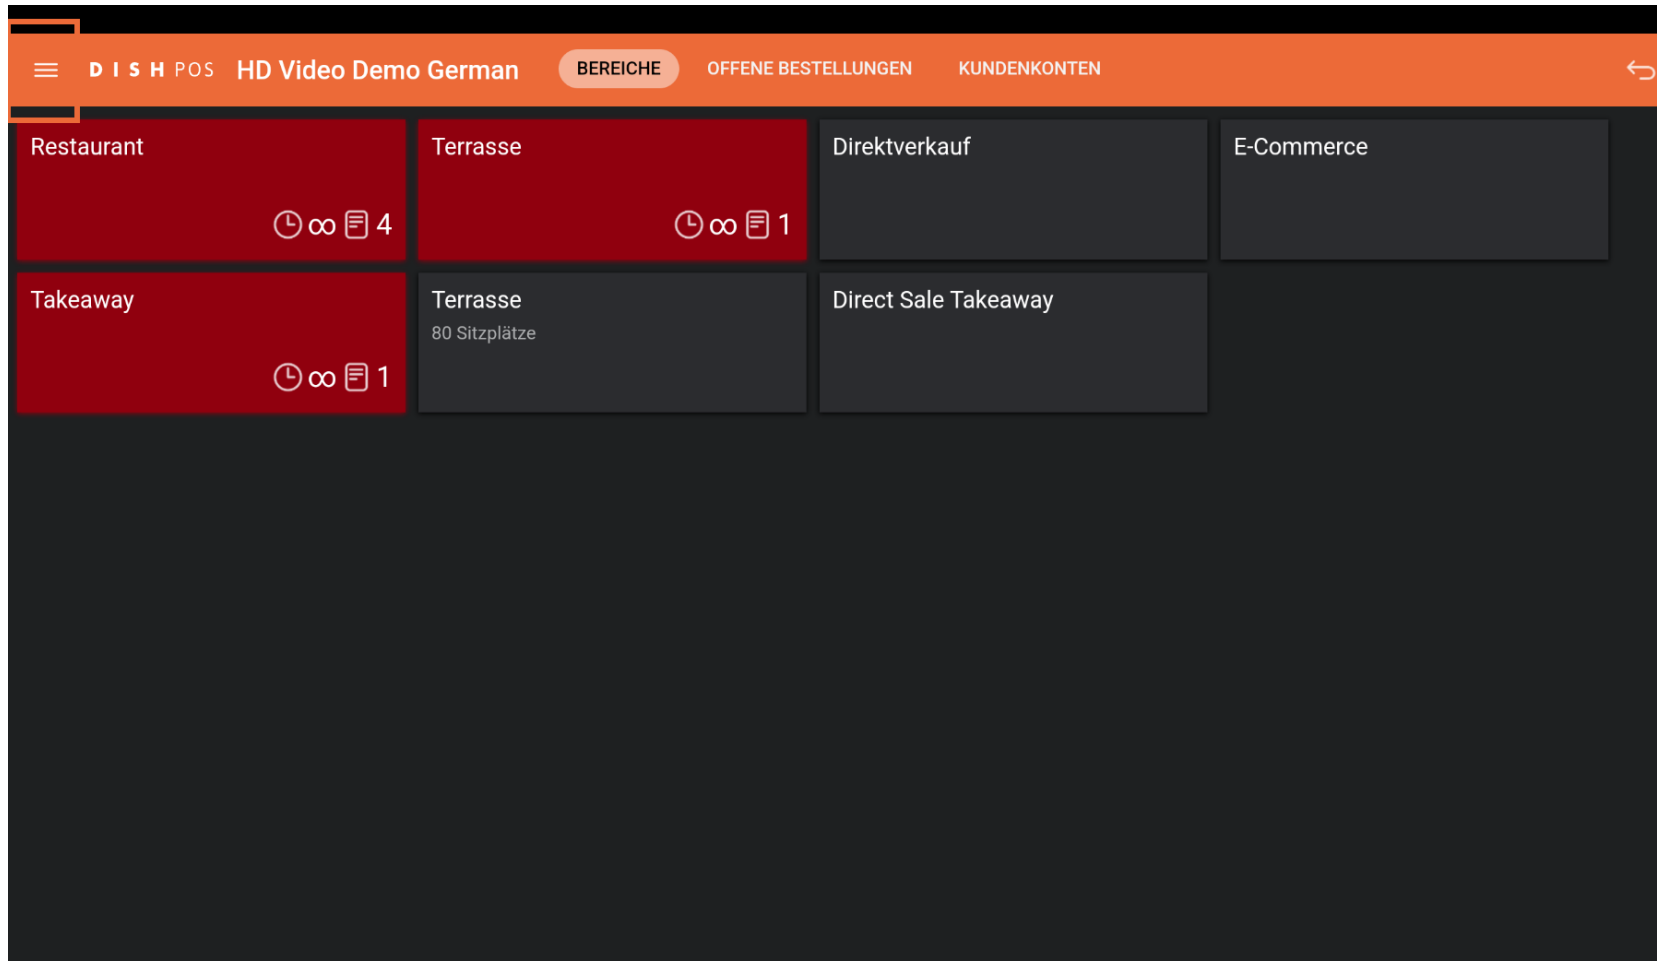 DISH POS HD Video Demo German BEREICHE OFFENE BESTELLUNGEN KUNDENKONTEN
Restaurant
∞ 4
Terrasse
∞ 1
Direktverkauf
E-Commerce
Takeaway
∞ 1
Terrasse
80 Sitzplätze
Direct Sale Takeaway